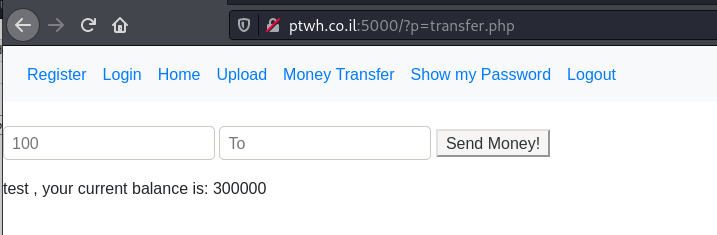 ptwh.co.il:5000/?p=transfer.php
Register Login Home Upload Money Transfer Show my Password Logout
100 To Send Money!
test , your current balance is: 300000